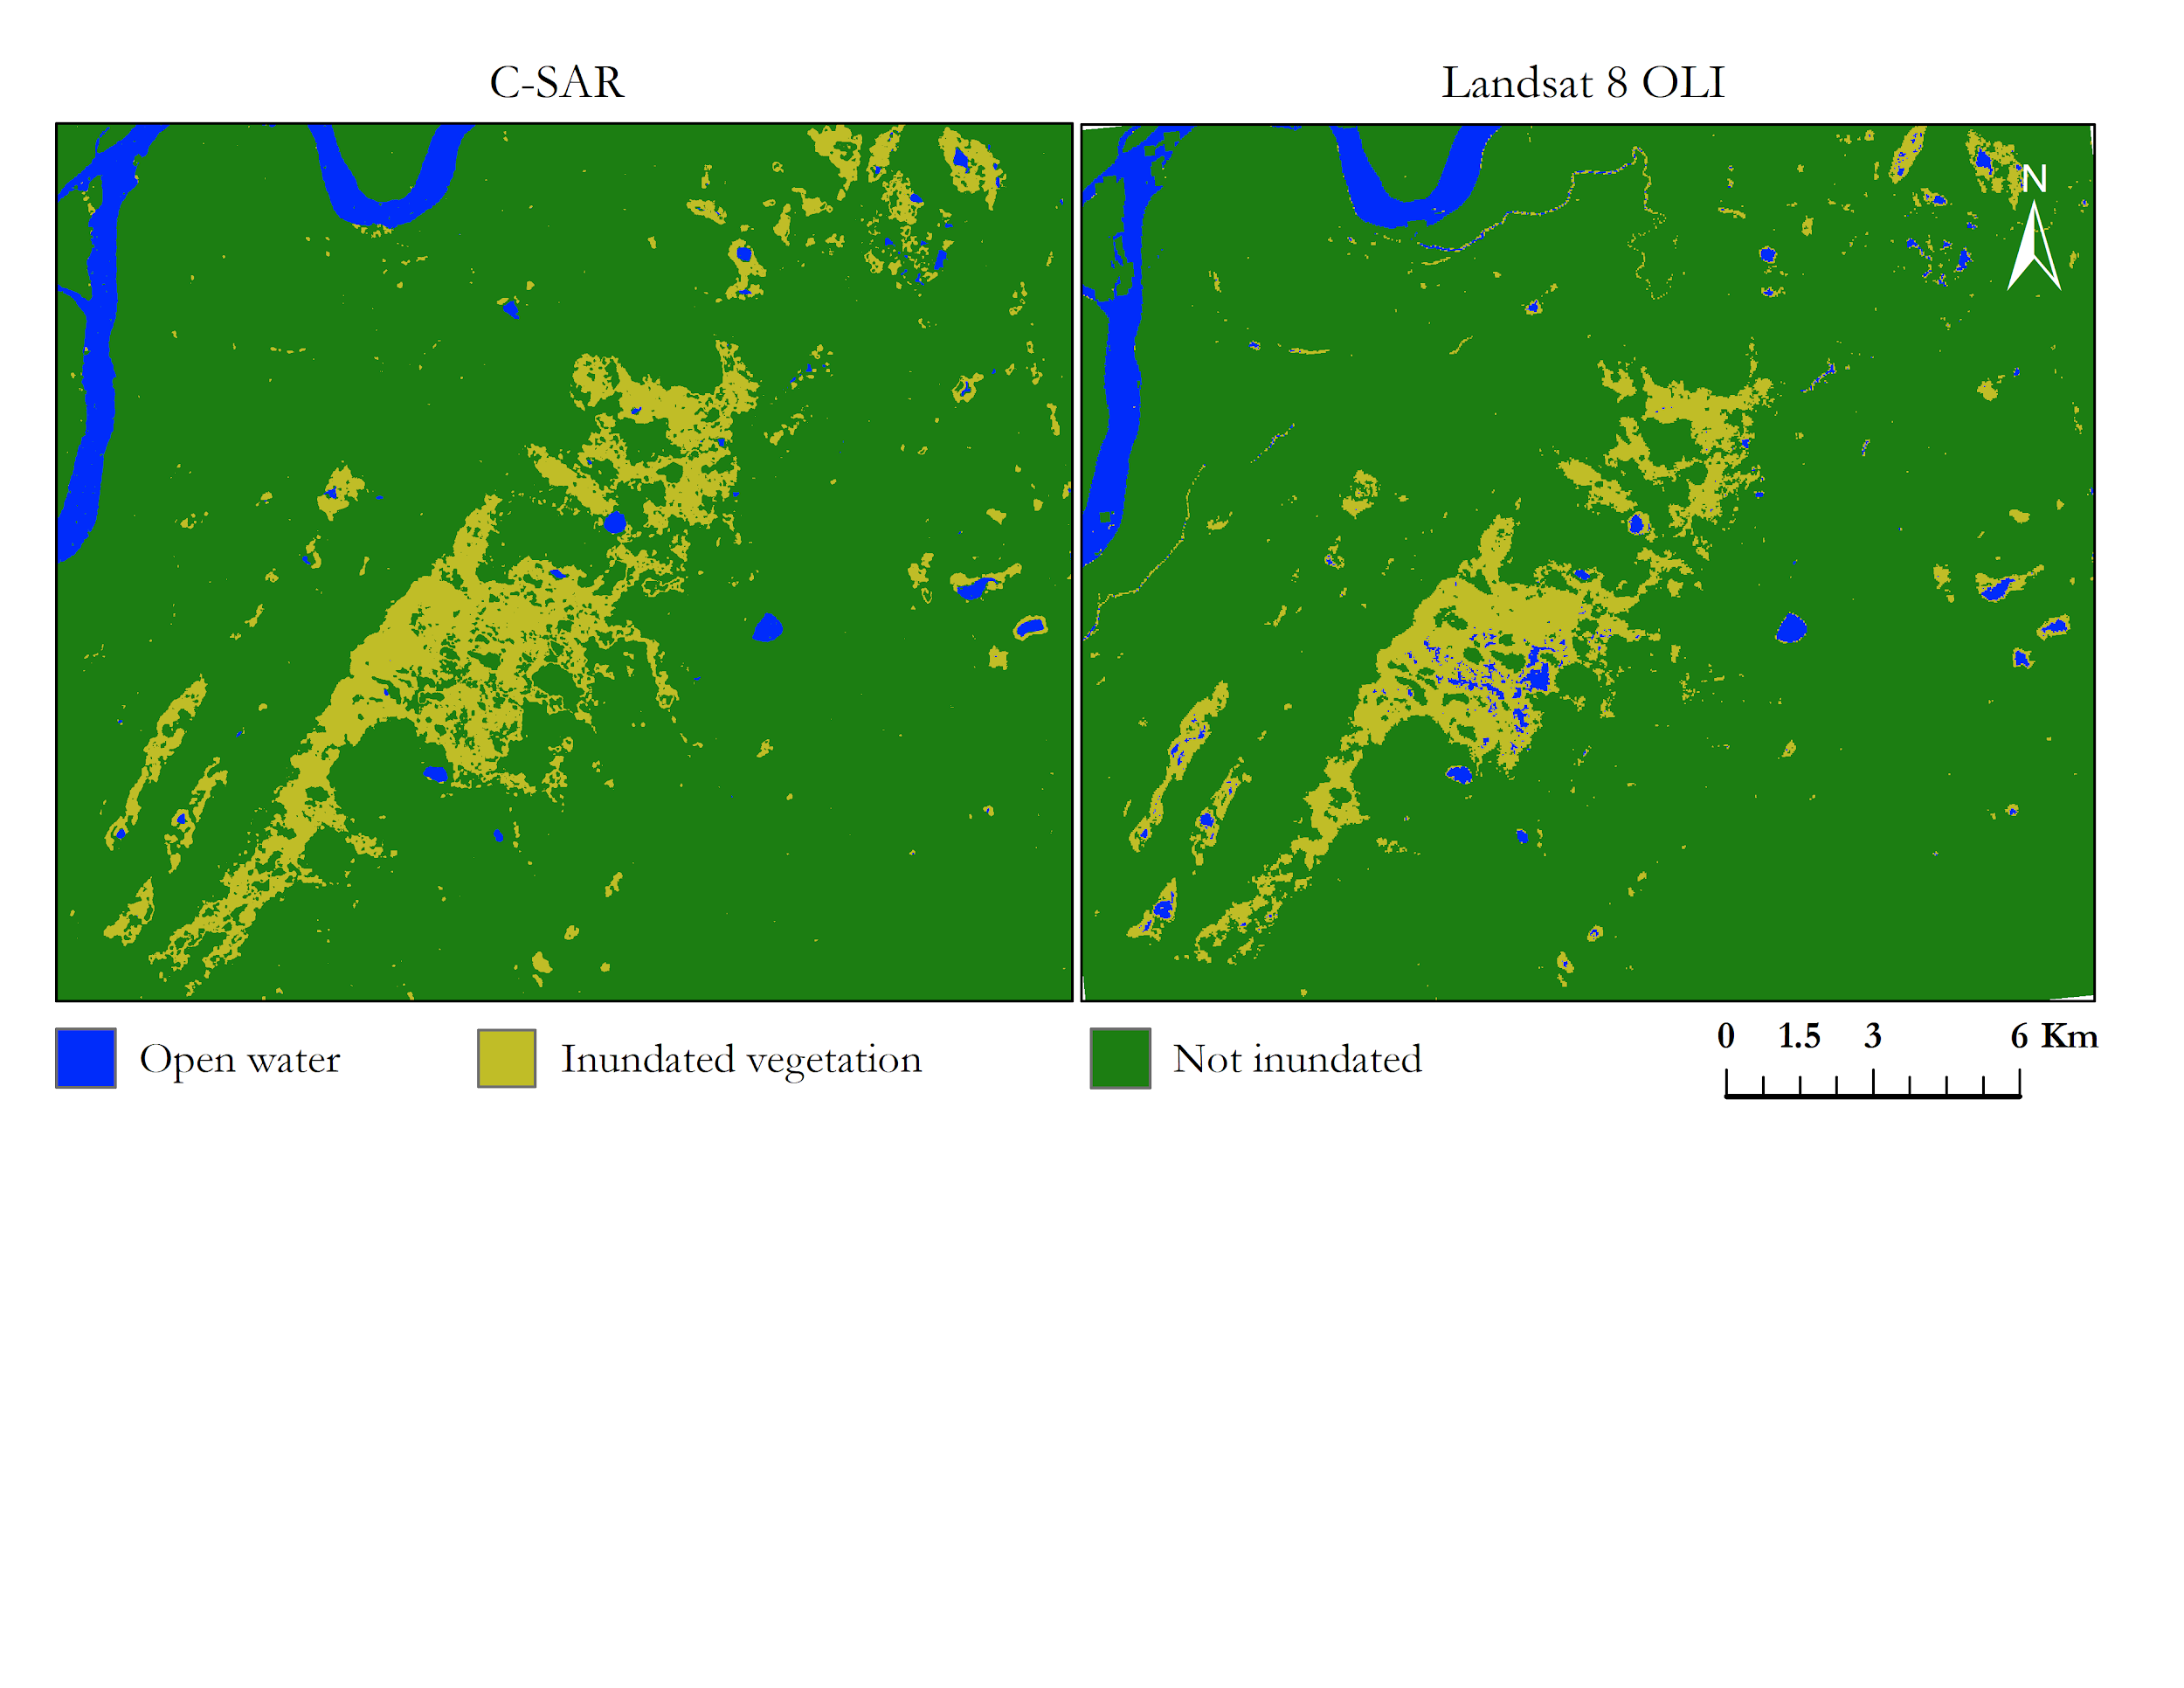 C-SAR
Landsat 8 OLI
N
Open water
Inundated vegetation
Not inundated
0 1.5 3 6 Km